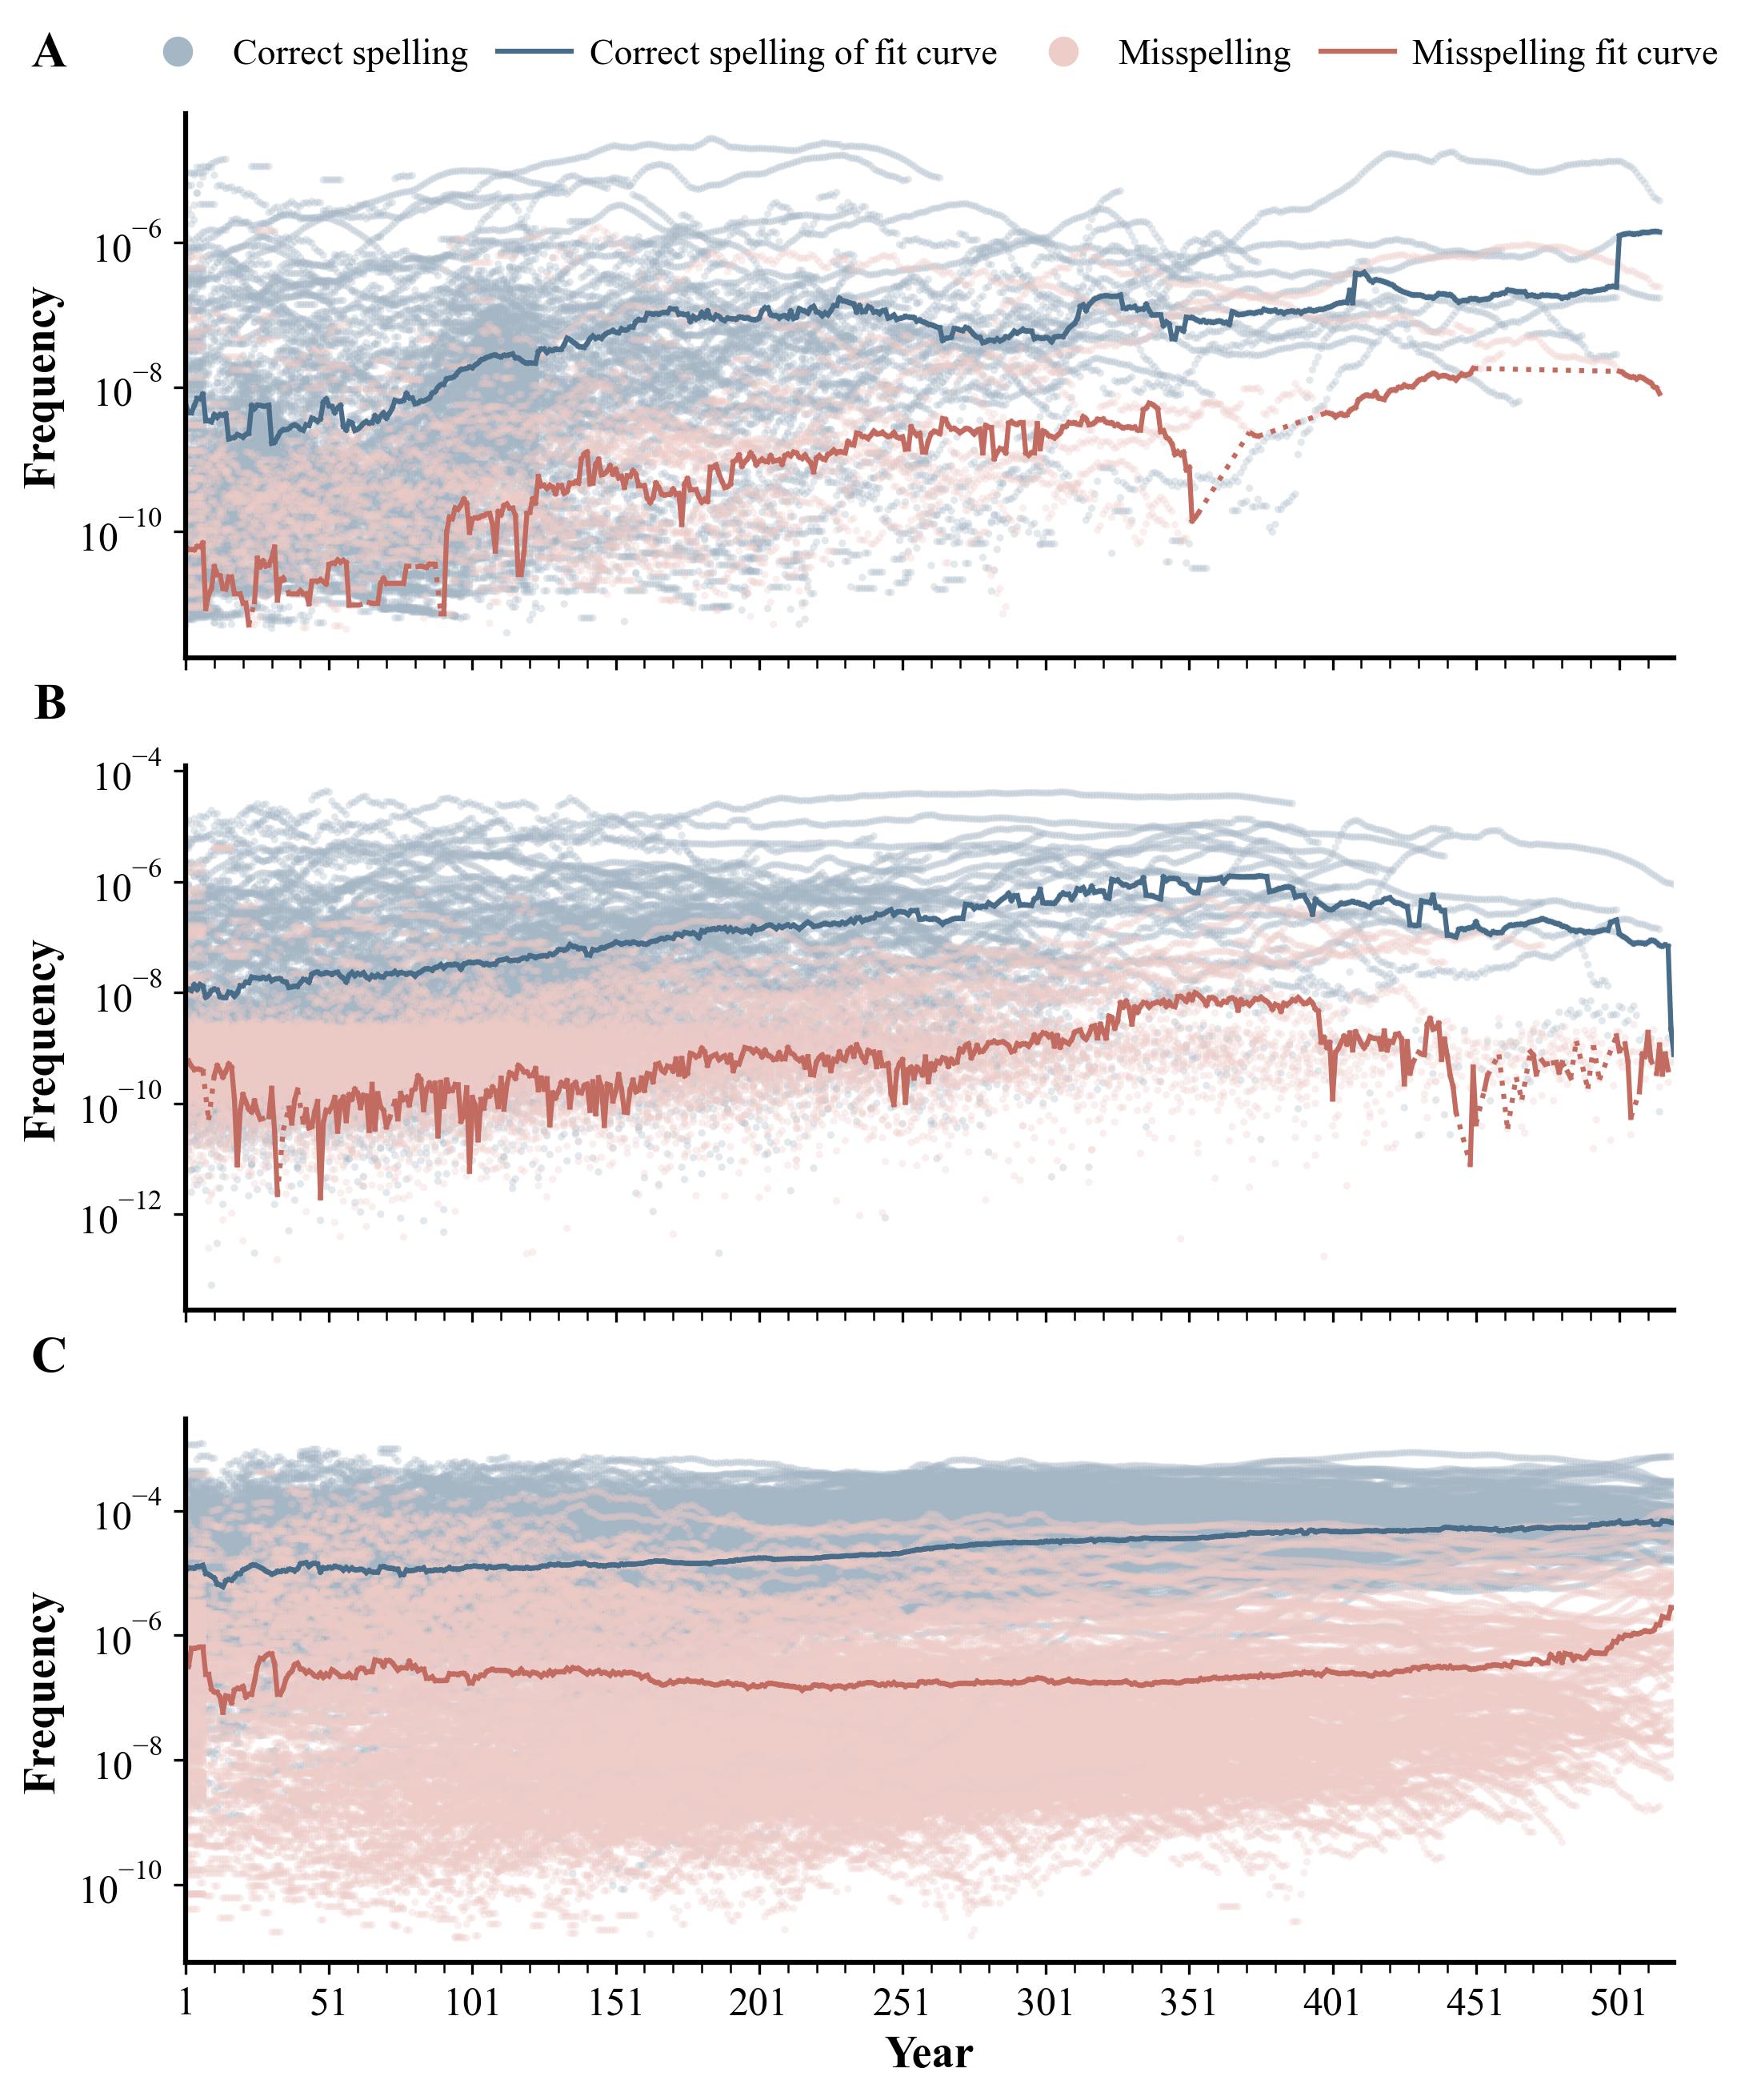 A
Correct spelling Correct spelling of fit curve Misspelling Misspelling fit curve
Frequency
10⁻⁶
10⁻⁸
10⁻¹⁰
B
Frequency
10⁻⁴
10⁻⁶
10⁻⁸
10⁻¹⁰
10⁻¹²
C
Frequency
10⁻⁴
10⁻⁶
10⁻⁸
10⁻¹⁰
1 51 101 151 201 251 301 351 401 451 501
Year